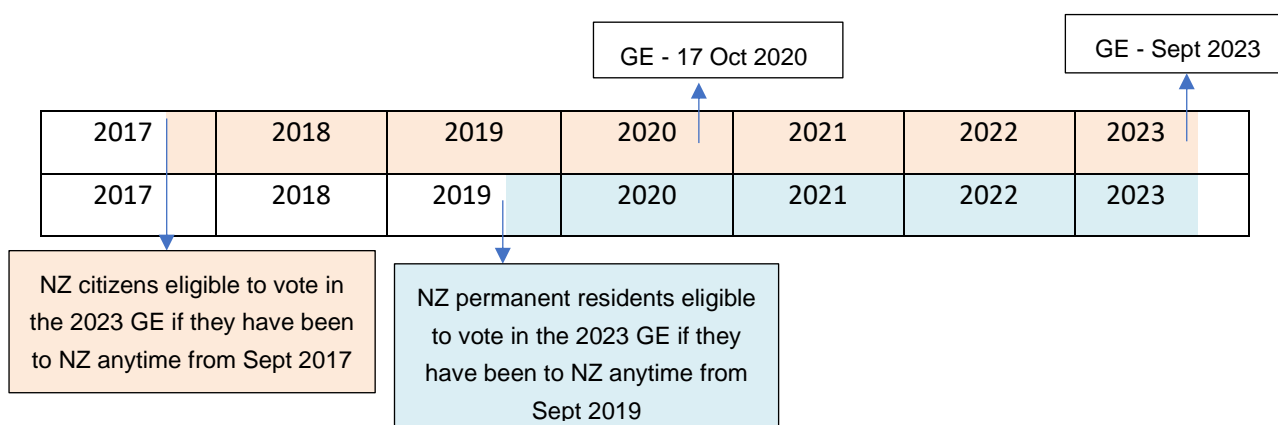 GE - 17 Oct 2020
GE - Sept 2023
2017 2018 2019 2020 2021 2022 2023
2017 2018 2019 2020 2021 2022 2023
NZ citizens eligible to vote in
the 2023 GE if they have been
to NZ anytime from Sept 2017
NZ permanent residents eligible
to vote in the 2023 GE if they
have been to NZ anytime from
Sept 2019